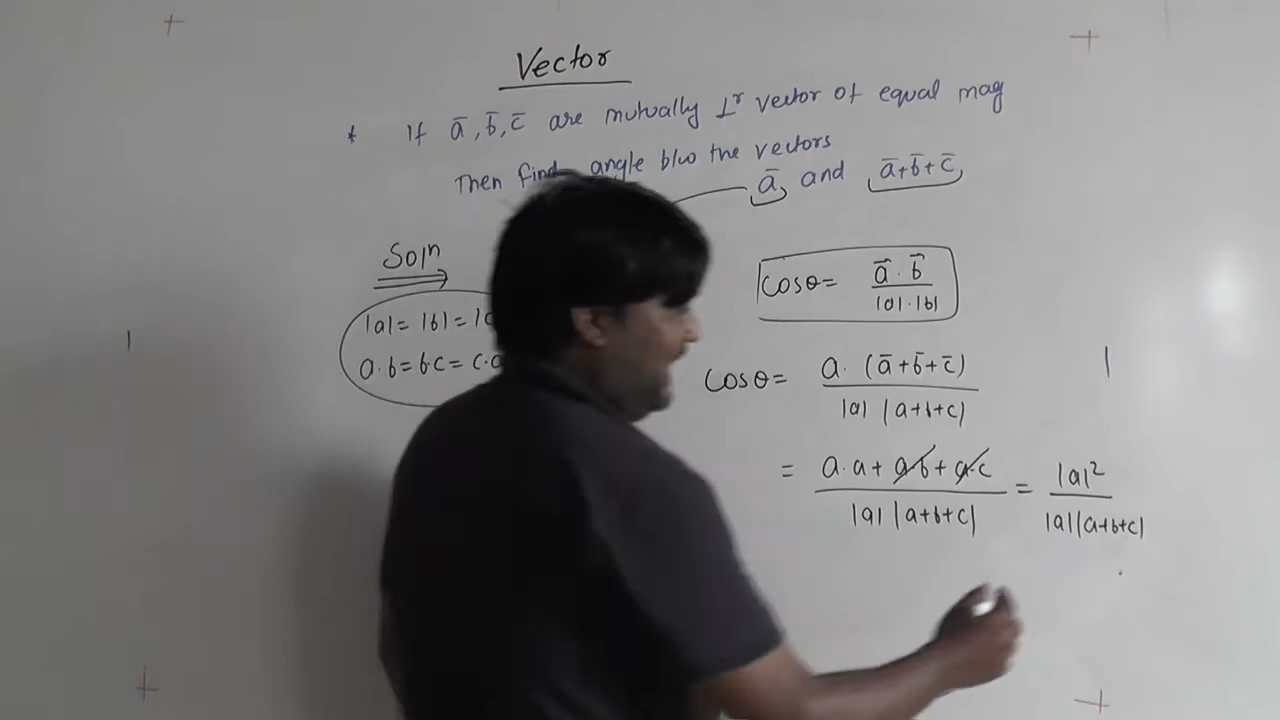 Vector
* If a̅, b̅, c̅ are mutually ⊥ʳ vector of equal mag
Then find angle b/w the vectors
a̅ and a̅+b̅+c̅
Solⁿ
|a| = |b| =
a·b = b·c = c·a
Cosθ = a⃗ · b⃗ / |a|·|b|
Cosθ = a · (a̅+b̅+c̅) / |a| |a+b+c|
= a·a + a·b + a·c / |a| |a+b+c| = |a|² / |a| |a+b+c|